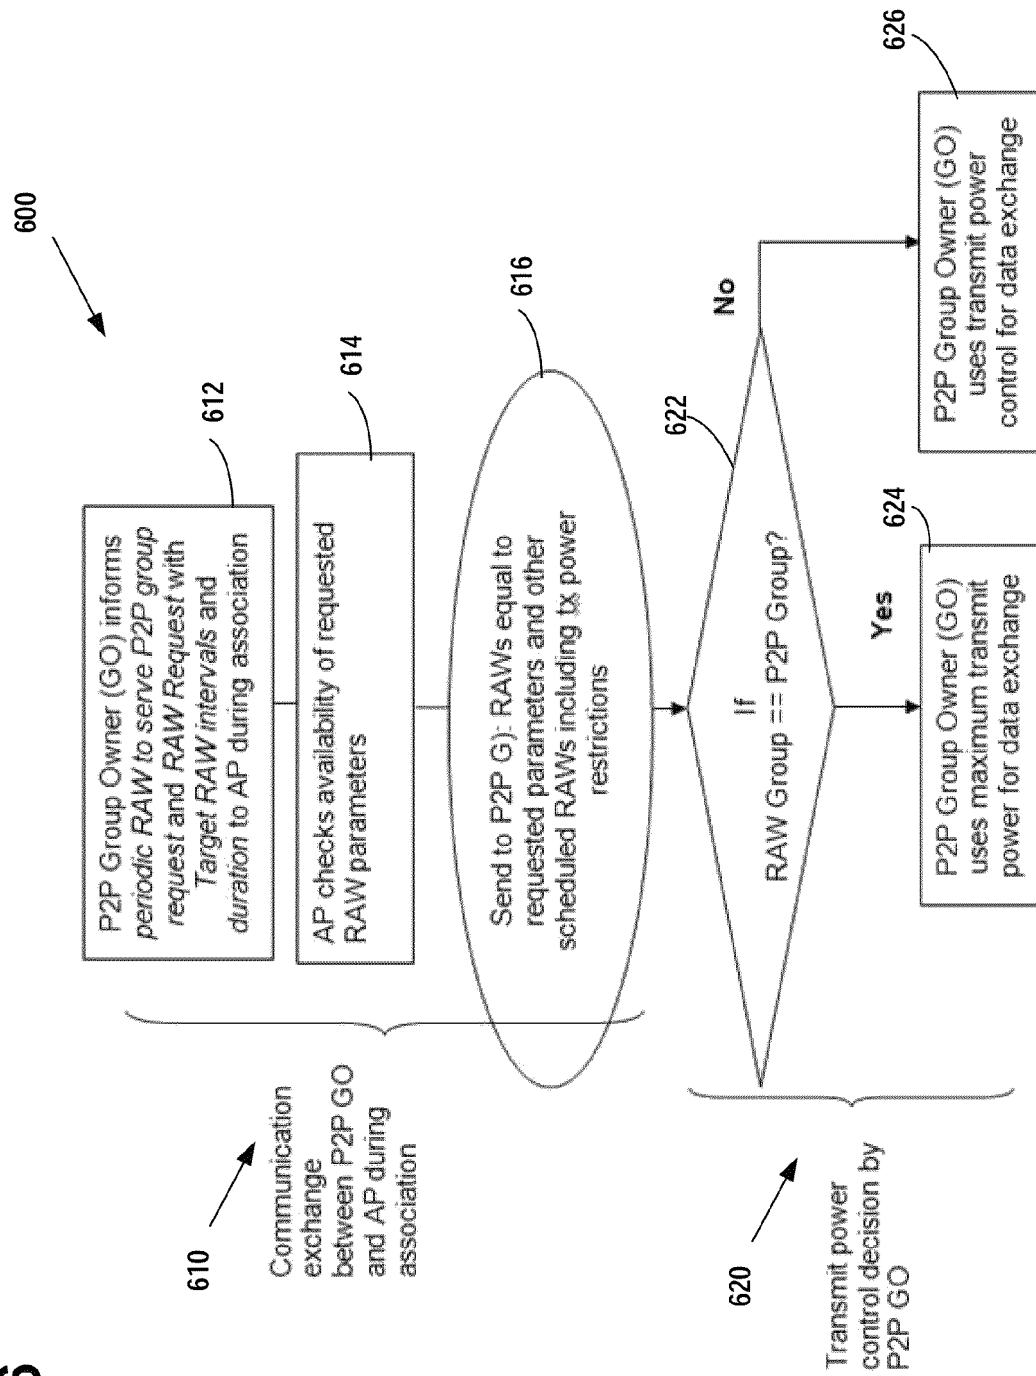 600
P2P Group Owner (GO) informs
periodic RAW to serve P2P group
request and RAW Request with
Target RAW intervals and
duration to AP during association
612
AP checks availability of requested
RAW parameters
614
Send to P2P G): RAWs equal to
requested parameters and other
scheduled RAWs including tx power
restrictions
616
610
Communication
exchange
between P2P GO
and AP during
association
If
RAW Group == P2P Group?
622
No
Yes
624
P2P Group Owner (GO)
uses maximum transmit
power for data exchange
626
P2P Group Owner (GO)
uses transmit power
control for data exchange
620
Transmit power
control decision by
P2P GO